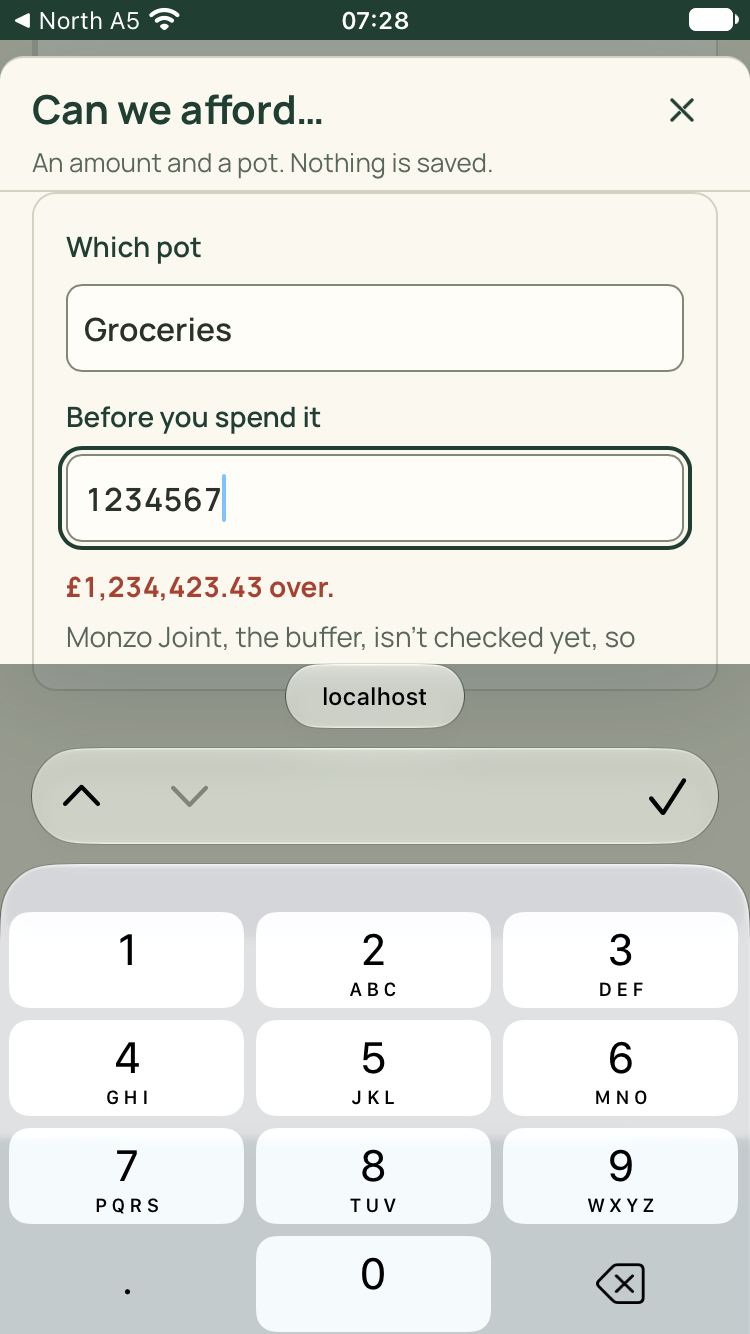 North A5
07:28
Can we afford…
An amount and a pot. Nothing is saved.
Which pot
Groceries
Before you spend it
1234567
£1,234,423.43 over.
Monzo Joint, the buffer, isn’t checked yet, so
localhost
1
2
ABC
3
DEF
4
GHI
5
JKL
6
MNO
7
PQRS
8
TUV
9
WXYZ
.
0